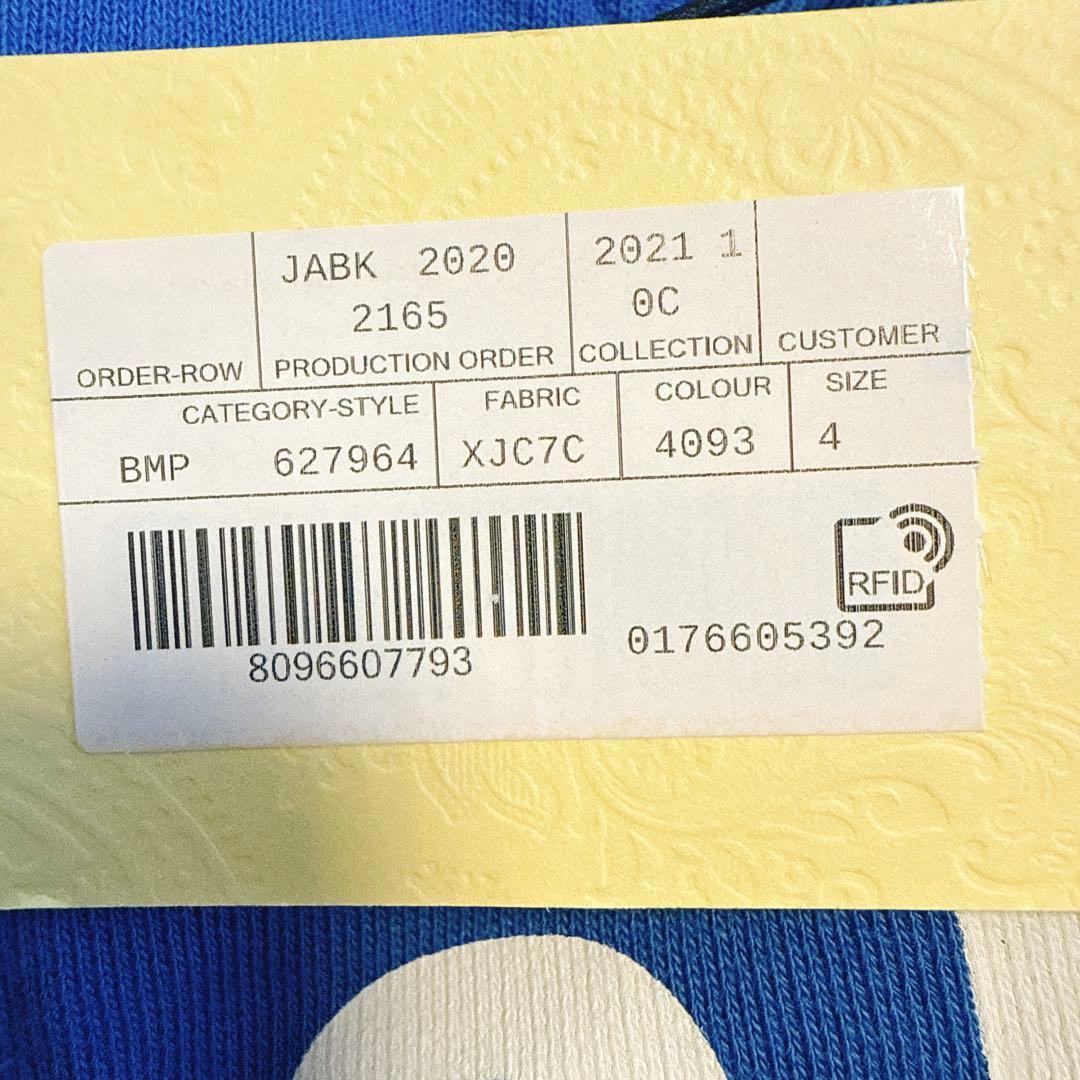 JABK 2020
2165
2021 1
0C
ORDER-ROW
PRODUCTION ORDER
COLLECTION
CUSTOMER
CATEGORY-STYLE
FABRIC
COLOUR
SIZE
BMP 627964
XJC7C
4093
4
RFID
8096607793
0176605392